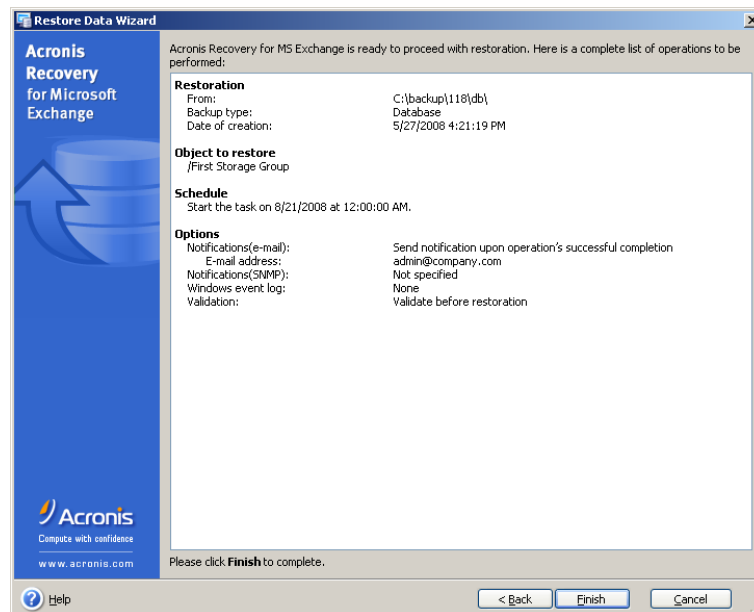 Restore Data Wizard
Acronis
Recovery
for Microsoft
Exchange
Acronis Recovery for MS Exchange is ready to proceed with restoration. Here is a complete list of operations to be
performed:
Restoration
From: C:\backup\118\db\
Backup type: Database
Date of creation: 5/27/2008 4:21:19 PM
Object to restore
/First Storage Group
Schedule
Start the task on 8/21/2008 at 12:00:00 AM.
Options
Notifications(e-mail): Send notification upon operation's successful completion
E-mail address: admin@company.com
Notifications(SNMP): Not specified
Windows event log: None
Validation: Validate before restoration
Acronis
Compute with confidence
www.acronis.com
Please click Finish to complete.
Help
< Back
Finish
Cancel